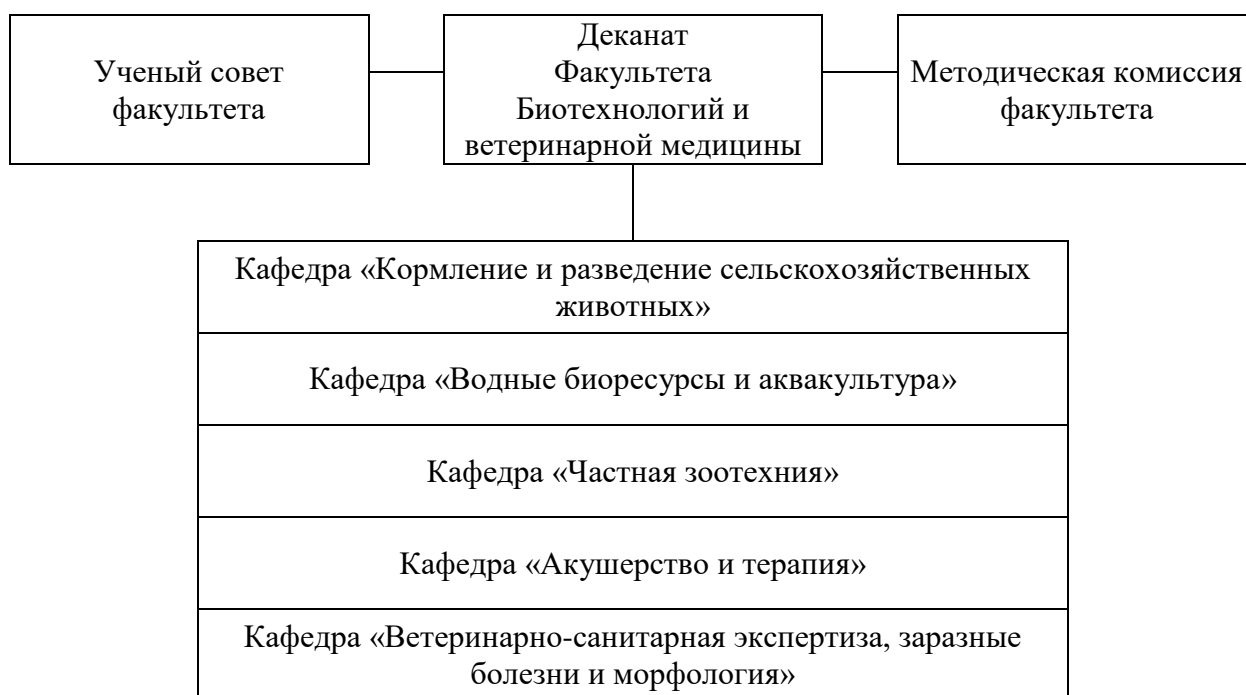 Ученый совет
факультета
Деканат
Факультета
Биотехнологий и
ветеринарной медицины
Методическая комиссия
факультета
Кафедра «Кормление и разведение сельскохозяйственных
животных»
Кафедра «Водные биоресурсы и аквакультура»
Кафедра «Частная зоотехния»
Кафедра «Акушерство и терапия»
Кафедра «Ветеринарно-санитарная экспертиза, заразные
болезни и морфология»